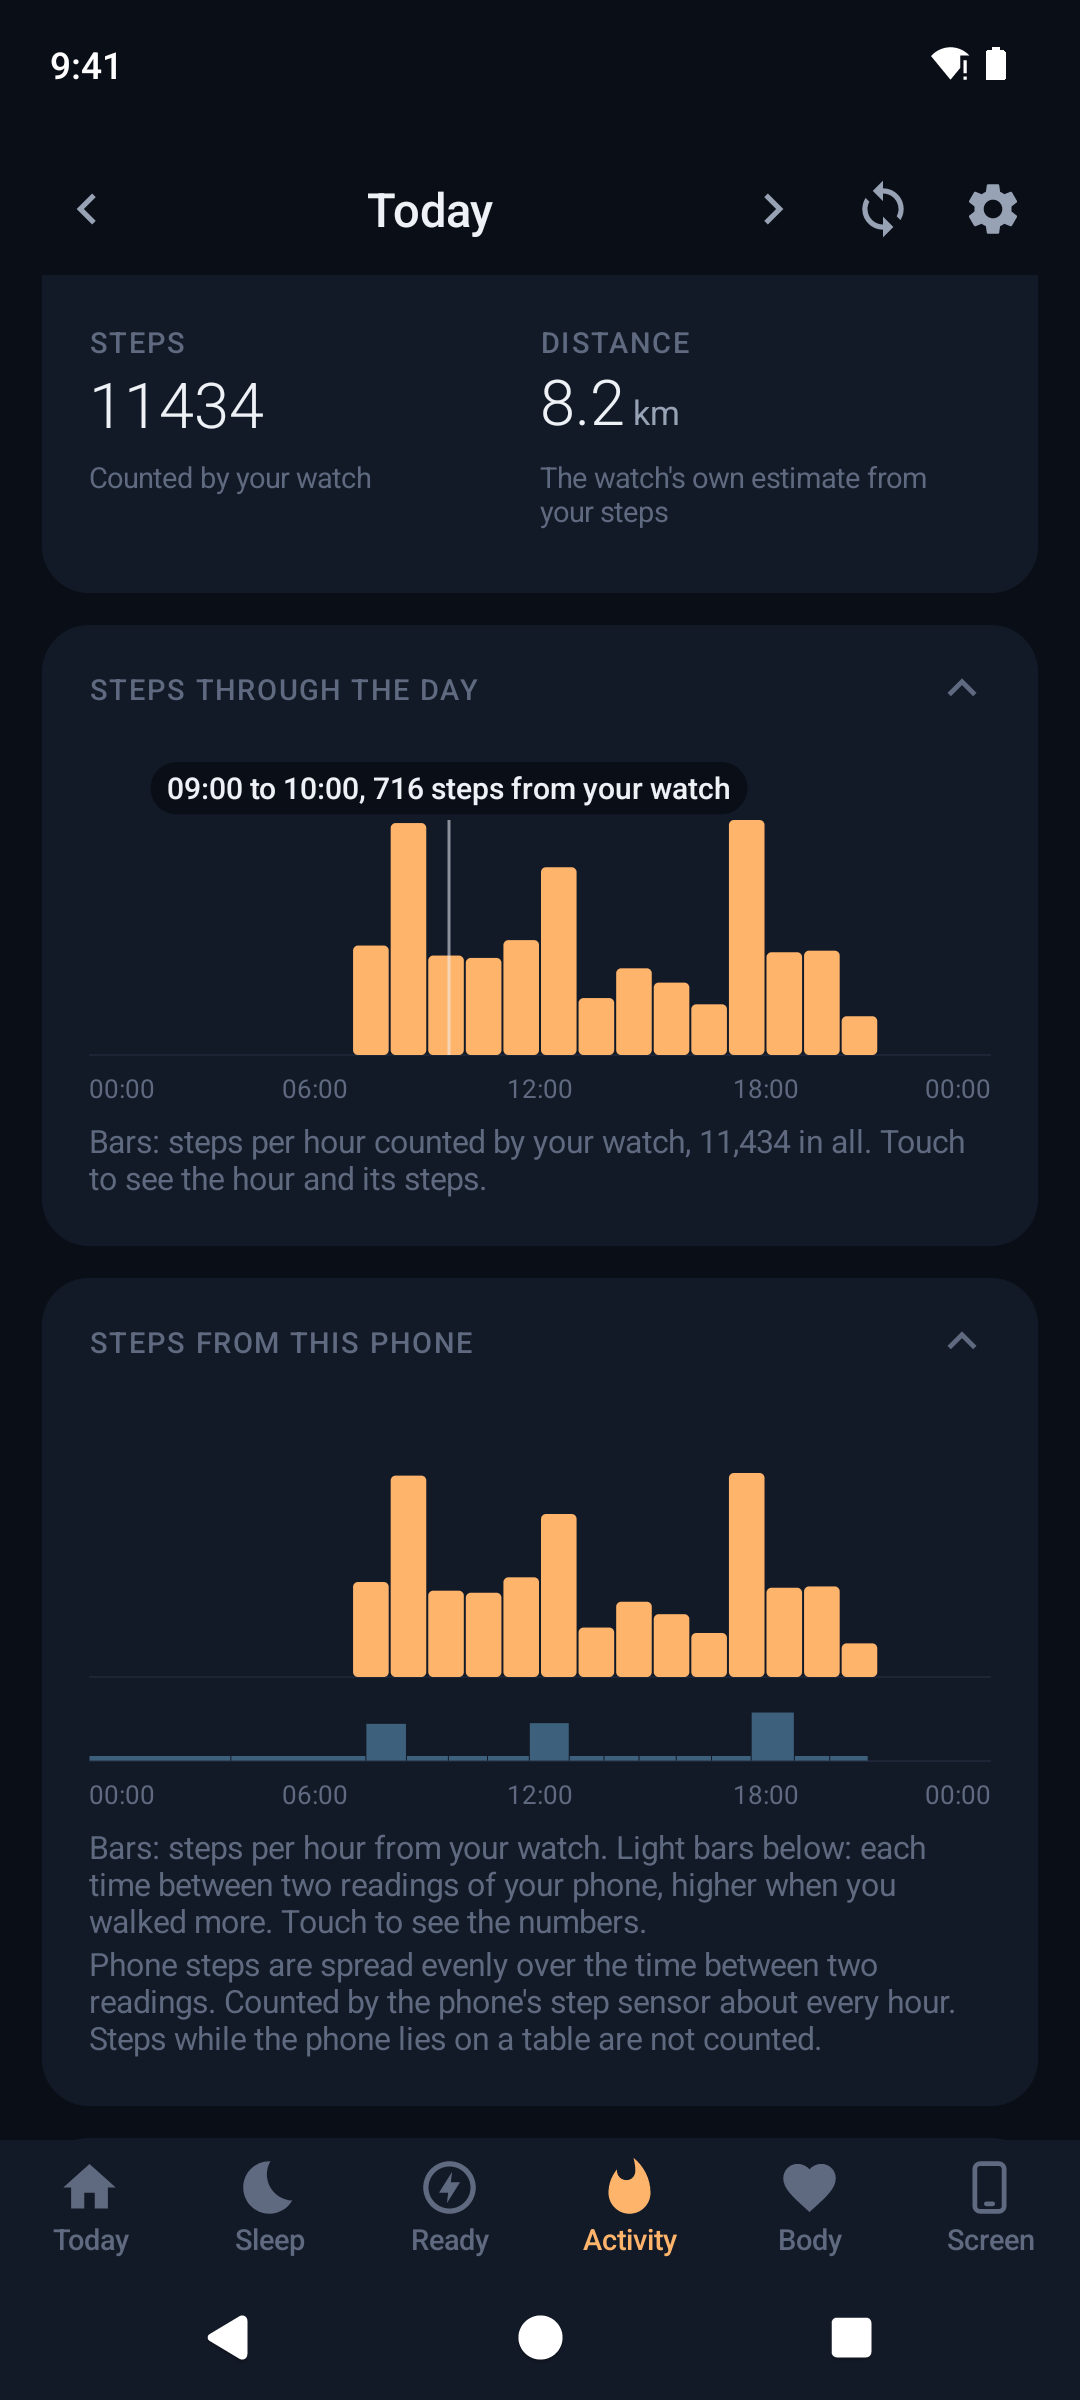 9:41
Today
STEPS
11434
Counted by your watch
DISTANCE
8.2 km
The watch's own estimate from
your steps
STEPS THROUGH THE DAY
09:00 to 10:00, 716 steps from your watch
00:00 06:00 12:00 18:00 00:00
Bars: steps per hour counted by your watch, 11,434 in all. Touch
to see the hour and its steps.
STEPS FROM THIS PHONE
00:00 06:00 12:00 18:00 00:00
Bars: steps per hour from your watch. Light bars below: each
time between two readings of your phone, higher when you
walked more. Touch to see the numbers.
Phone steps are spread evenly over the time between two
readings. Counted by the phone's step sensor about every hour.
Steps while the phone lies on a table are not counted.
Today Sleep Ready Activity Body Screen